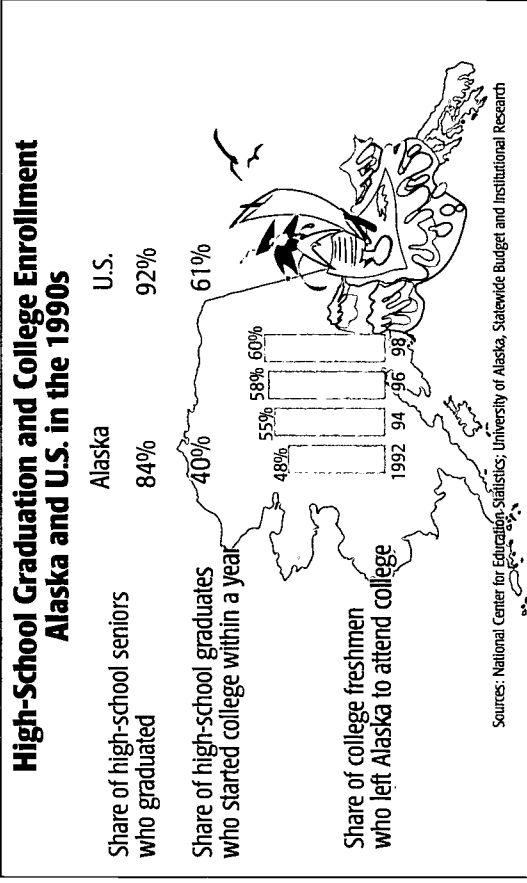 High-School Graduation and College Enrollment
Alaska and U.S. in the 1990s
Alaska U.S.
Share of high-school seniors
who graduated 84% 92%
Share of high-school graduates
who started college within a year 40% 61%
Share of college freshmen
who left Alaska to attend college
48% 55% 58% 60%
1992 94 96 98
Sources: National Center for Education Statistics; University of Alaska, Statewide Budget and Institutional Research